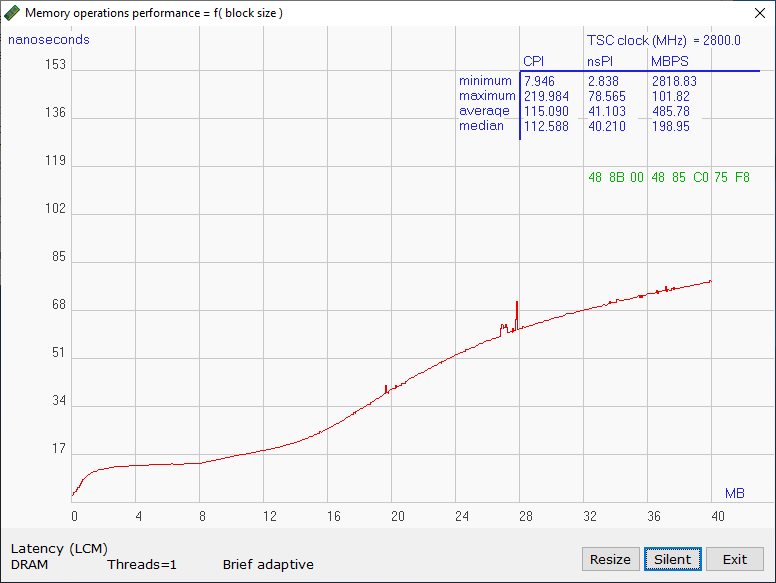 Memory operations performance = f( block size )
nanoseconds
TSC clock (MHz) = 2800.0
CPI nsPI MBPS
minimum 7.946 2.838 2818.83
maximum 219.984 78.565 101.82
average 115.090 41.103 485.78
median 112.588 40.210 198.95
48 8B 00 48 85 C0 75 F8
153
136
119
102
85
68
51
34
17
MB
0 4 8 12 16 20 24 28 32 36 40
Latency (LCM)
DRAM Threads=1 Brief adaptive
Resize Silent Exit